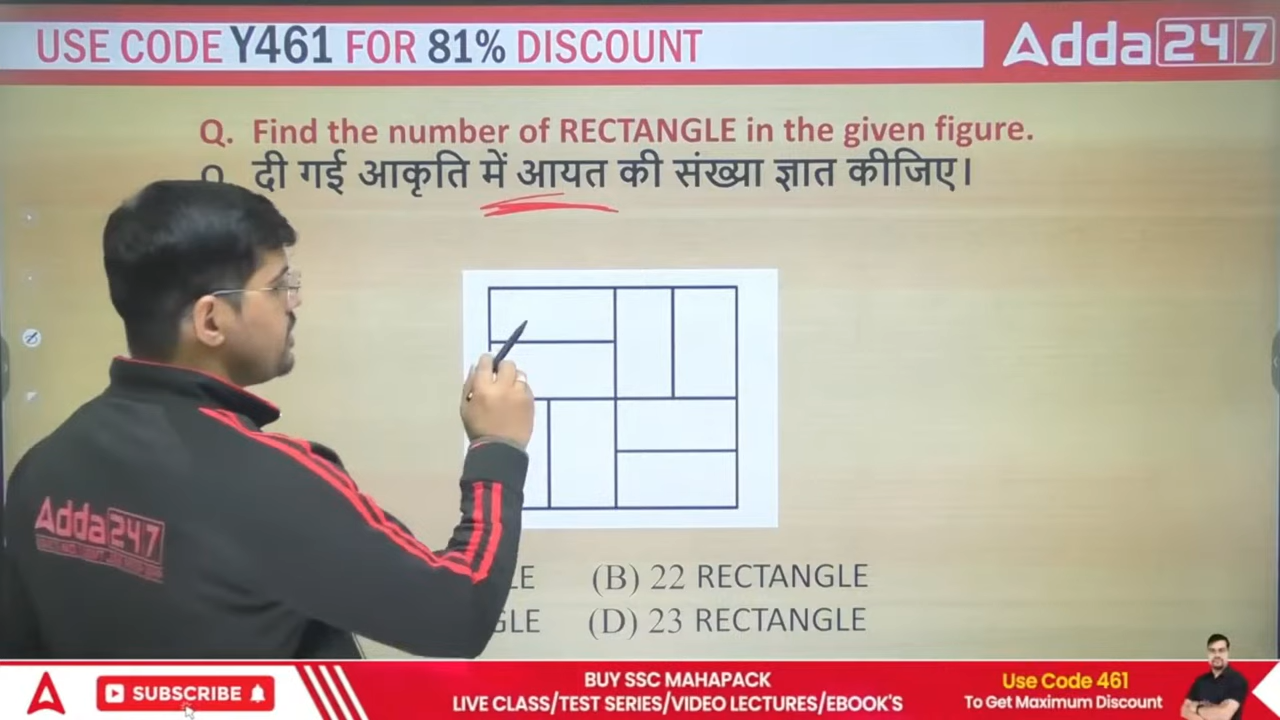 USE CODE Y461 FOR 81% DISCOUNT
Adda247
Q. Find the number of RECTANGLE in the given figure.
दी गई आकृति में आयत की संख्या ज्ञात कीजिए।
Adda247
(B) 22 RECTANGLE
(D) 23 RECTANGLE
SUBSCRIBE
BUY SSC MAHAPACK
LIVE CLASS/TEST SERIES/VIDEO LECTURES/EBOOK'S
Use Code 461
To Get Maximum Discount